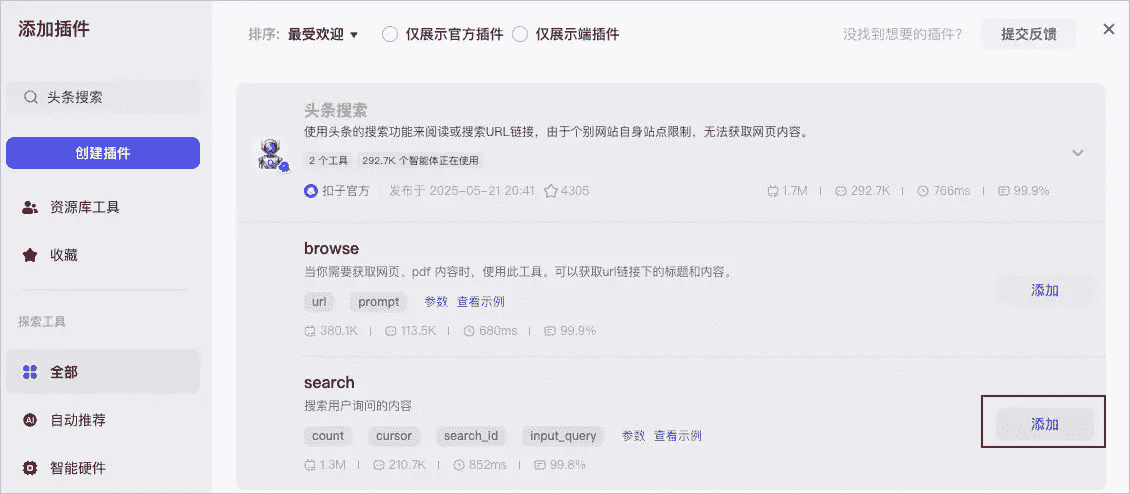 添加插件
头条搜索
创建插件
资源库工具
收藏
探索工具
全部
AI 自动推荐
智能硬件
排序: 最受欢迎 仅展示官方插件 仅展示端插件 没找到想要的插件? 提交反馈
头条搜索
使用头条的搜索功能来阅读或搜索URL链接，由于个别网站自身站点限制，无法获取网页内容。
2 个工具 292.7K 个智能体正在使用
扣子官方 | 发布于 2025-05-21 20:41 4305 1.7M | 292.7K | 766ms | 99.9%
browse
当你需要获取网页、pdf 内容时，使用此工具。可以获取url链接下的标题和内容。
添加
url prompt 参数 查看示例
380.1K | 113.5K | 680ms | 99.9%
search
搜索用户询问的内容
添加
count cursor search_id input_query 参数 查看示例
1.3M | 210.7K | 852ms | 99.8%